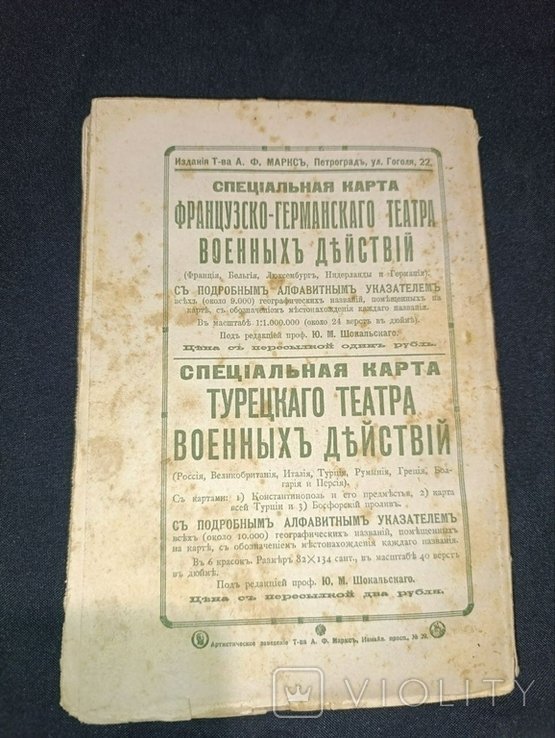 Изданія Т-ва А. Ф. МАРКСЪ, Петроградъ, ул. Гоголя, 22.
СПЕЦІАЛЬНАЯ КАРТА
ФРАНЦУЗСКО-ГЕРМАНСКАГО ТЕАТРА
ВОЕННЫХЪ ДѢЙСТВІЙ
(Франція, Бельгія, Люксембургъ, Нидерланды и Германія).
СЪ ПОДРОБНЫМЪ АЛФАВИТНЫМЪ УКАЗАТЕЛЕМЪ
всѣхъ (около 9.000) географическихъ названій, помѣщенныхъ на
картѣ, съ обозначеніемъ мѣстонахожденія каждаго названія.
Въ масштабѣ 1:1.000.000 (около 24 верстъ въ дюймѣ).
Подъ редакціей проф. Ю. М. Шокальскаго.
Цѣна съ пересылкой одинъ рубль.
СПЕЦІАЛЬНАЯ КАРТА
ТУРЕЦКАГО ТЕАТРА
ВОЕННЫХЪ ДѢЙСТВІЙ
(Россія, Великобританія, Италія, Турція, Румынія, Греція, Бол-
гарія и Персія),
Съ картами: 1) Константинополь и его предмѣстья, 2) карта
всей Турціи и 3) Босфорскій проливъ.
СЪ ПОДРОБНЫМЪ АЛФАВИТНЫМЪ УКАЗАТЕЛЕМЪ
всѣхъ (около 10.000) географическихъ названій, помѣщенныхъ
на картѣ, съ обозначеніемъ мѣстонахожденія каждаго названія.
Въ 6 красокъ. Размѣръ 82×134 сант., въ масштабѣ 40 верстъ
въ дюймѣ.
Подъ редакціей проф. Ю. М. Шокальскаго.
Цѣна съ пересылкой два рубля.
Артистическое заведеніе Т-ва А. Ф. Марксъ, Измайл. просп., № 29.
VIOLITY